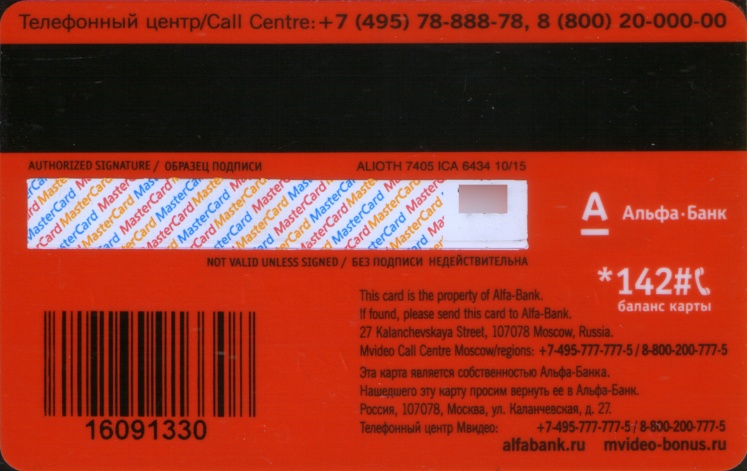 Телефонный центр/Call Centre:+7 (495) 78-888-78, 8 (800) 20-000-00
AUTHORIZED SIGNATURE / ОБРАЗЕЦ ПОДПИСИ
ALIOTH 7405 ICA 6434 10/15
MasterCard MasterCard MasterCard MasterCard
А Альфа·Банк
NOT VALID UNLESS SIGNED / БЕЗ ПОДПИСИ НЕДЕЙСТВИТЕЛЬНА
*142#
баланс карты
This card is the property of Alfa-Bank.
If found, please send this card to Alfa-Bank.
27 Kalanchevskaya Street, 107078 Moscow, Russia.
Mvideo Call Centre Moscow/regions: +7-495-777-777-5 / 8-800-200-777-5
Эта карта является собственностью Альфа-Банка.
Нашедшего эту карту просим вернуть ее в Альфа-Банк.
Россия, 107078, Москва, ул. Каланчевская, д. 27.
Телефонный центр Мвидео: +7-495-777-777-5 / 8-800-200-777-5
alfabank.ru mvideo-bonus.ru
16091330